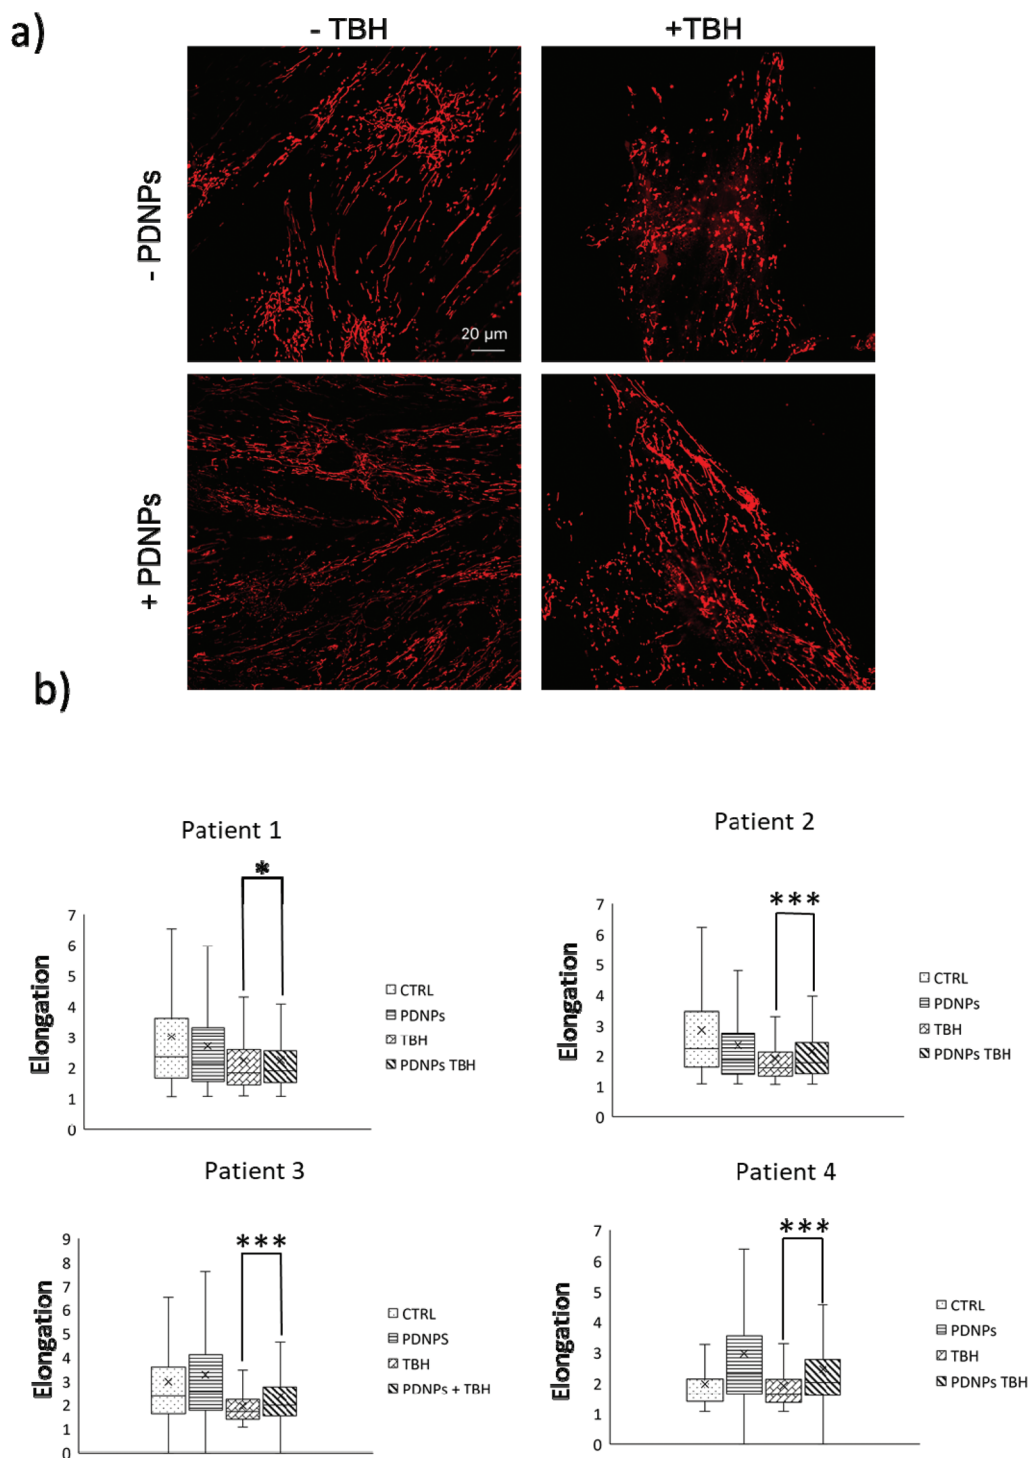 a)
- TBH
+TBH
- PDNPs
20 µm
+ PDNPs
b)
Patient 1
*
Elongation
7
6
5
4
3
2
1
0
CTRL
PDNPs
TBH
PDNPs TBH
Patient 2
***
Elongation
7
6
5
4
3
2
1
0
CTRL
PDNPs
TBH
PDNPs TBH
Patient 3
***
Elongation
9
8
7
6
5
4
3
2
1
0
CTRL
PDNPS
TBH
PDNPs + TBH
Patient 4
***
Elongation
7
6
5
4
3
2
1
0
CTRL
PDNPs
TBH
PDNPs TBH